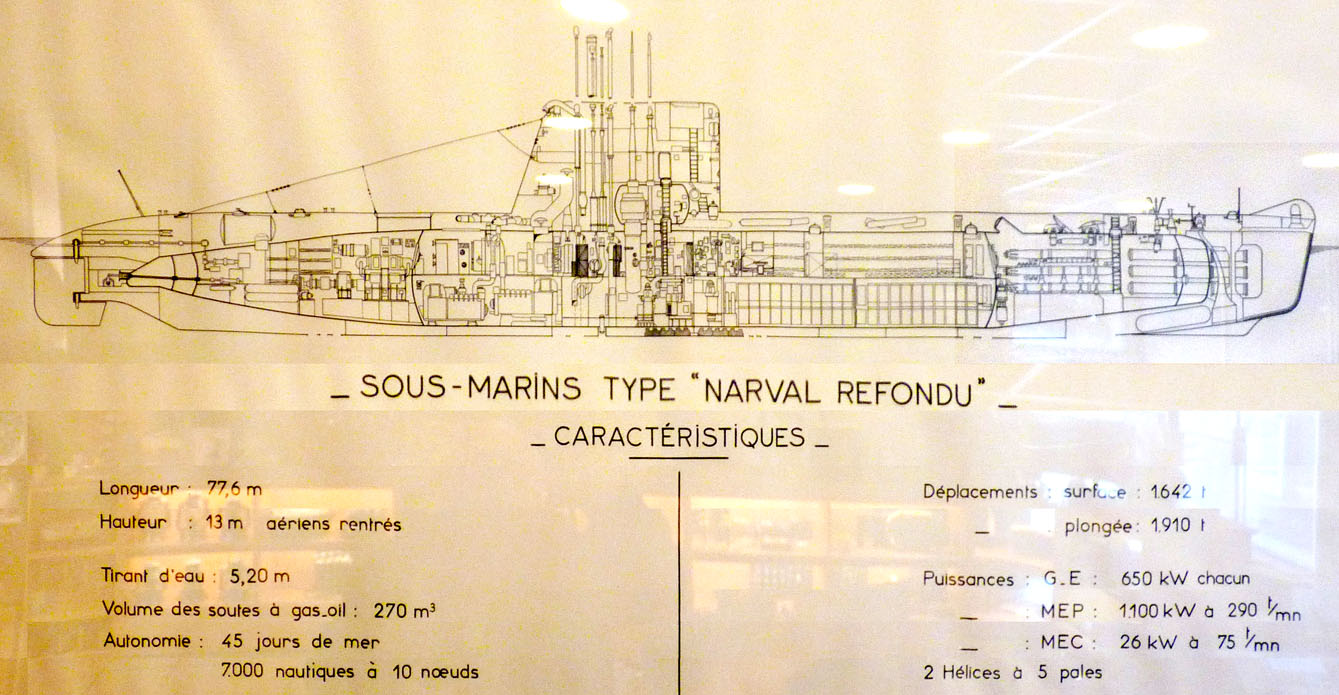 _ SOUS-MARINS TYPE "NARVAL REFONDU" _
_ CARACTÉRISTIQUES _
Longueur : 77,6 m
Hauteur : 13 m aériens rentrés
Tirant d'eau : 5,20 m
Volume des soutes à gas_oil : 270 m³
Autonomie : 45 jours de mer
7.000 nautiques à 10 nœuds
Déplacements : surface : 1.642 t
_ : plongée : 1.910 t
Puissances : G_E : 650 kW chacun
_ : MEP : 1.100 kW à 290 t/mn
_ : MEC : 26 kW à 75 t/mn
2 Hélices à 5 pales